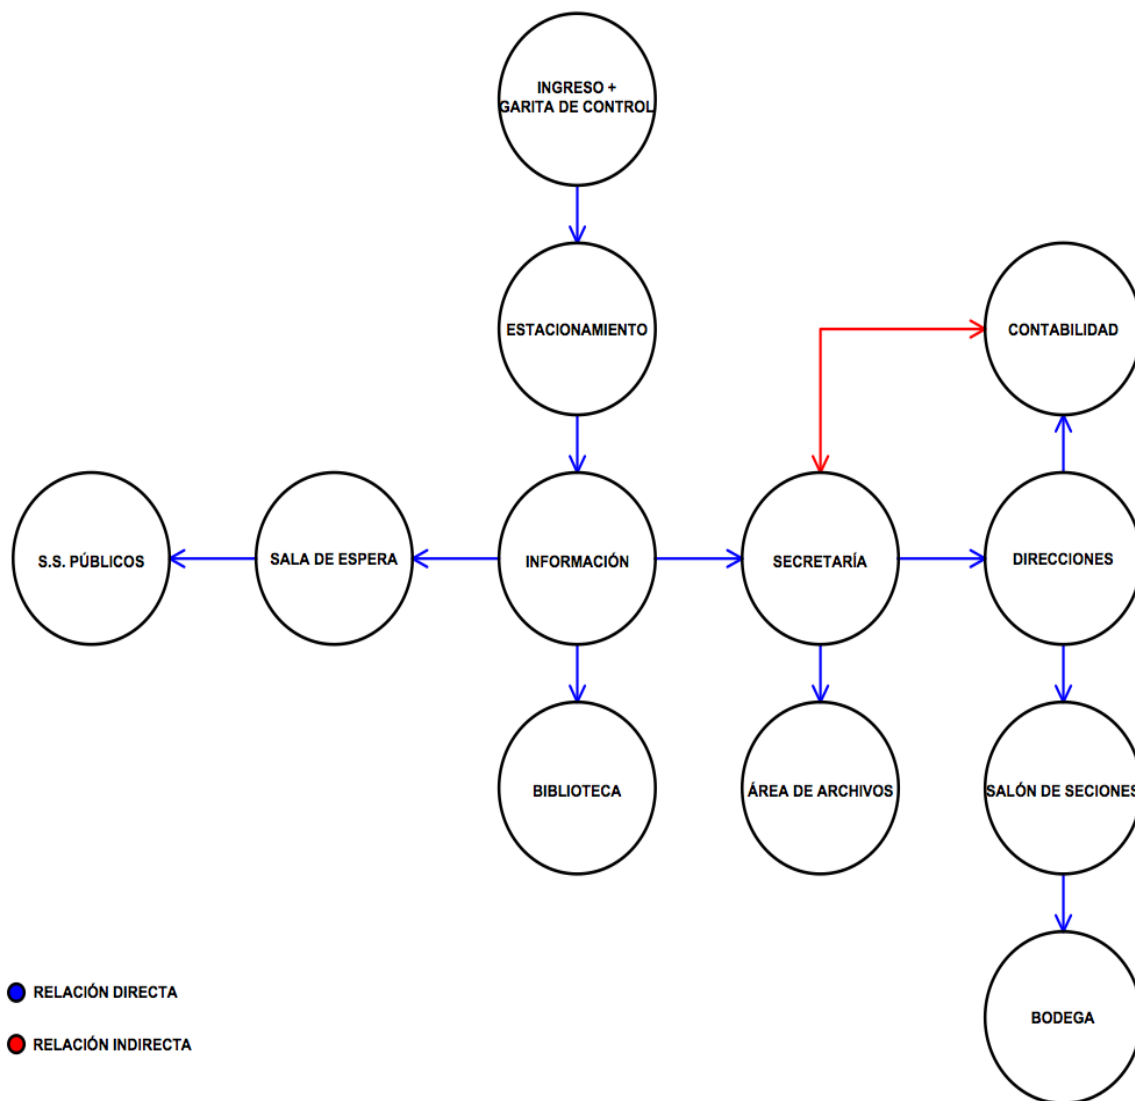 INGRESO +
GARITA DE CONTROL
ESTACIONAMIENTO
CONTABILIDAD
S.S. PÚBLICOS
SALA DE ESPERA
INFORMACIÓN
SECRETARÍA
DIRECCIONES
BIBLIOTECA
ÁREA DE ARCHIVOS
SALÓN DE SECIONES
BODEGA
RELACIÓN DIRECTA
RELACIÓN INDIRECTA